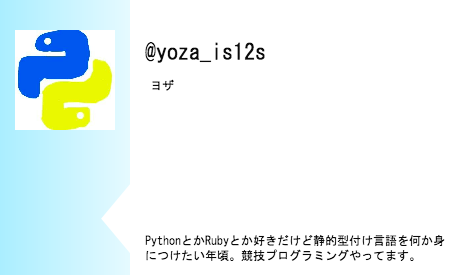 @yoza_is12s
ヨザ
PythonとかRubyとか好きだけど静的型付け言語を何か身
につけたい年頃。競技プログラミングやってます。